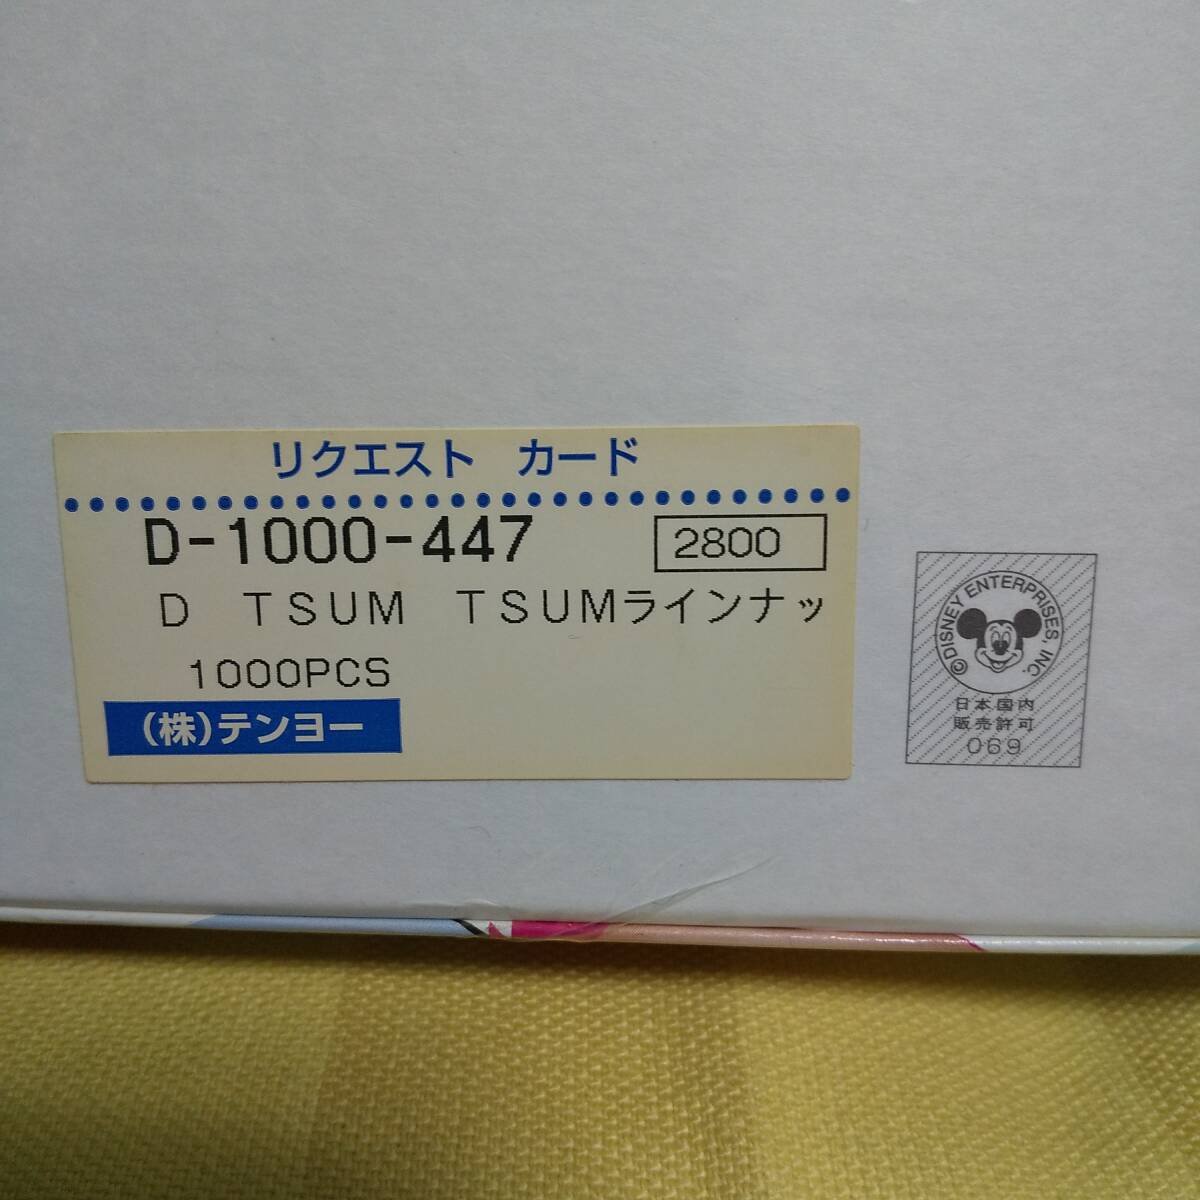 リクエスト カード
D-1000-447 2800
D TSUM TSUMラインナッ
1000PCS
(株)テンヨー
©DISNEY ENTERPRISES, INC.
日本国内
販売許可
069